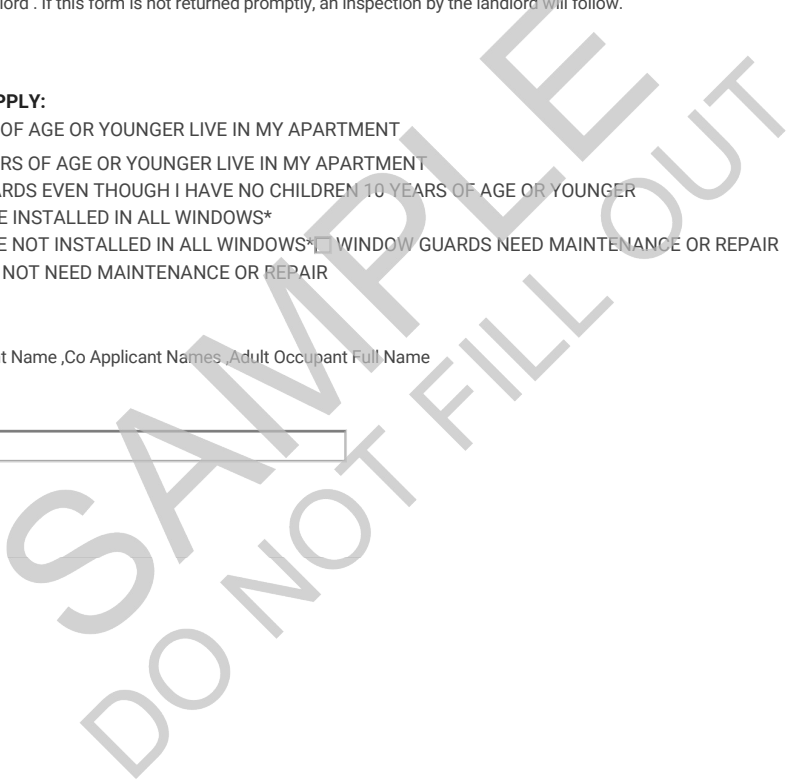 lord . If this form is not returned promptly, an inspection by the landlord will follow.
PPLY:
OF AGE OR YOUNGER LIVE IN MY APARTMENT
RS OF AGE OR YOUNGER LIVE IN MY APARTMENT
ARDS EVEN THOUGH I HAVE NO CHILDREN 10 YEARS OF AGE OR YOUNGER
E INSTALLED IN ALL WINDOWS*
E NOT INSTALLED IN ALL WINDOWS*☐ WINDOW GUARDS NEED MAINTENANCE OR REPAIR
NOT NEED MAINTENANCE OR REPAIR
t Name ,Co Applicant Names ,Adult Occupant Full Name
SAMPLE
DO NOT FILL OUT